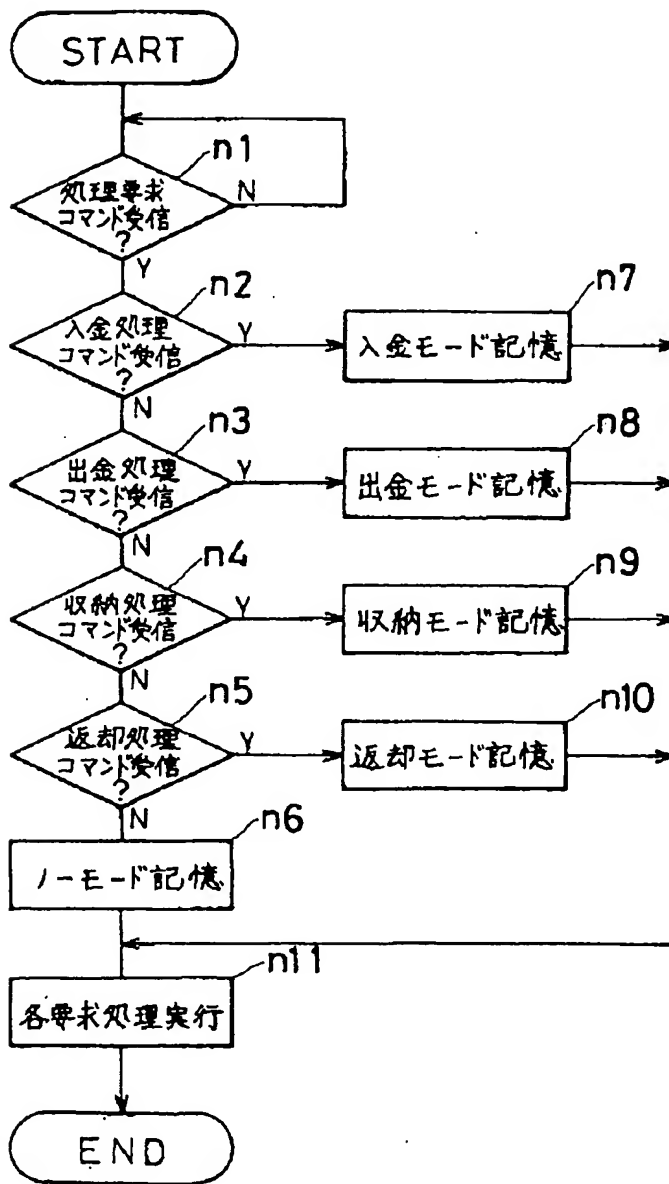 START
n1
処理要求
コマンド受信
?
N
Y
n2
入金処理
コマンド受信
?
Y
N
n7
入金モード記憶
n3
出金処理
コマンド受信
?
Y
N
n8
出金モード記憶
n4
収納処理
コマンド受信
?
Y
N
n9
収納モード記憶
n5
返却処理
コマンド受信
?
Y
N
n10
返却モード記憶
n6
ノーモード記憶
n11
各要求処理実行
END